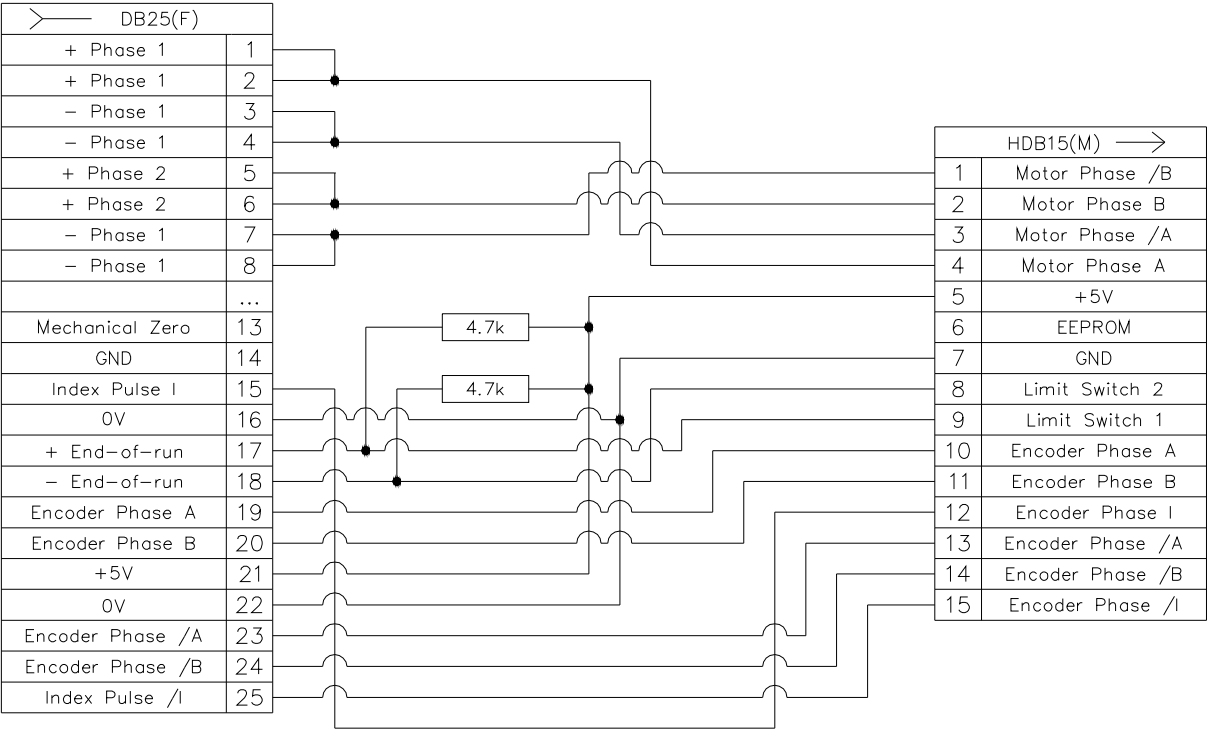 DB25(F)
+ Phase 1 1
+ Phase 1 2
- Phase 1 3
- Phase 1 4
+ Phase 2 5
+ Phase 2 6
- Phase 1 7
- Phase 1 8
...
Mechanical Zero 13
GND 14
Index Pulse I 15
0V 16
+ End-of-run 17
- End-of-run 18
Encoder Phase A 19
Encoder Phase B 20
+5V 21
0V 22
Encoder Phase /A 23
Encoder Phase /B 24
Index Pulse /I 25
4.7k
4.7k
HDB15(M)
1 Motor Phase /B
2 Motor Phase B
3 Motor Phase /A
4 Motor Phase A
5 +5V
6 EEPROM
7 GND
8 Limit Switch 2
9 Limit Switch 1
10 Encoder Phase A
11 Encoder Phase B
12 Encoder Phase I
13 Encoder Phase /A
14 Encoder Phase /B
15 Encoder Phase /I